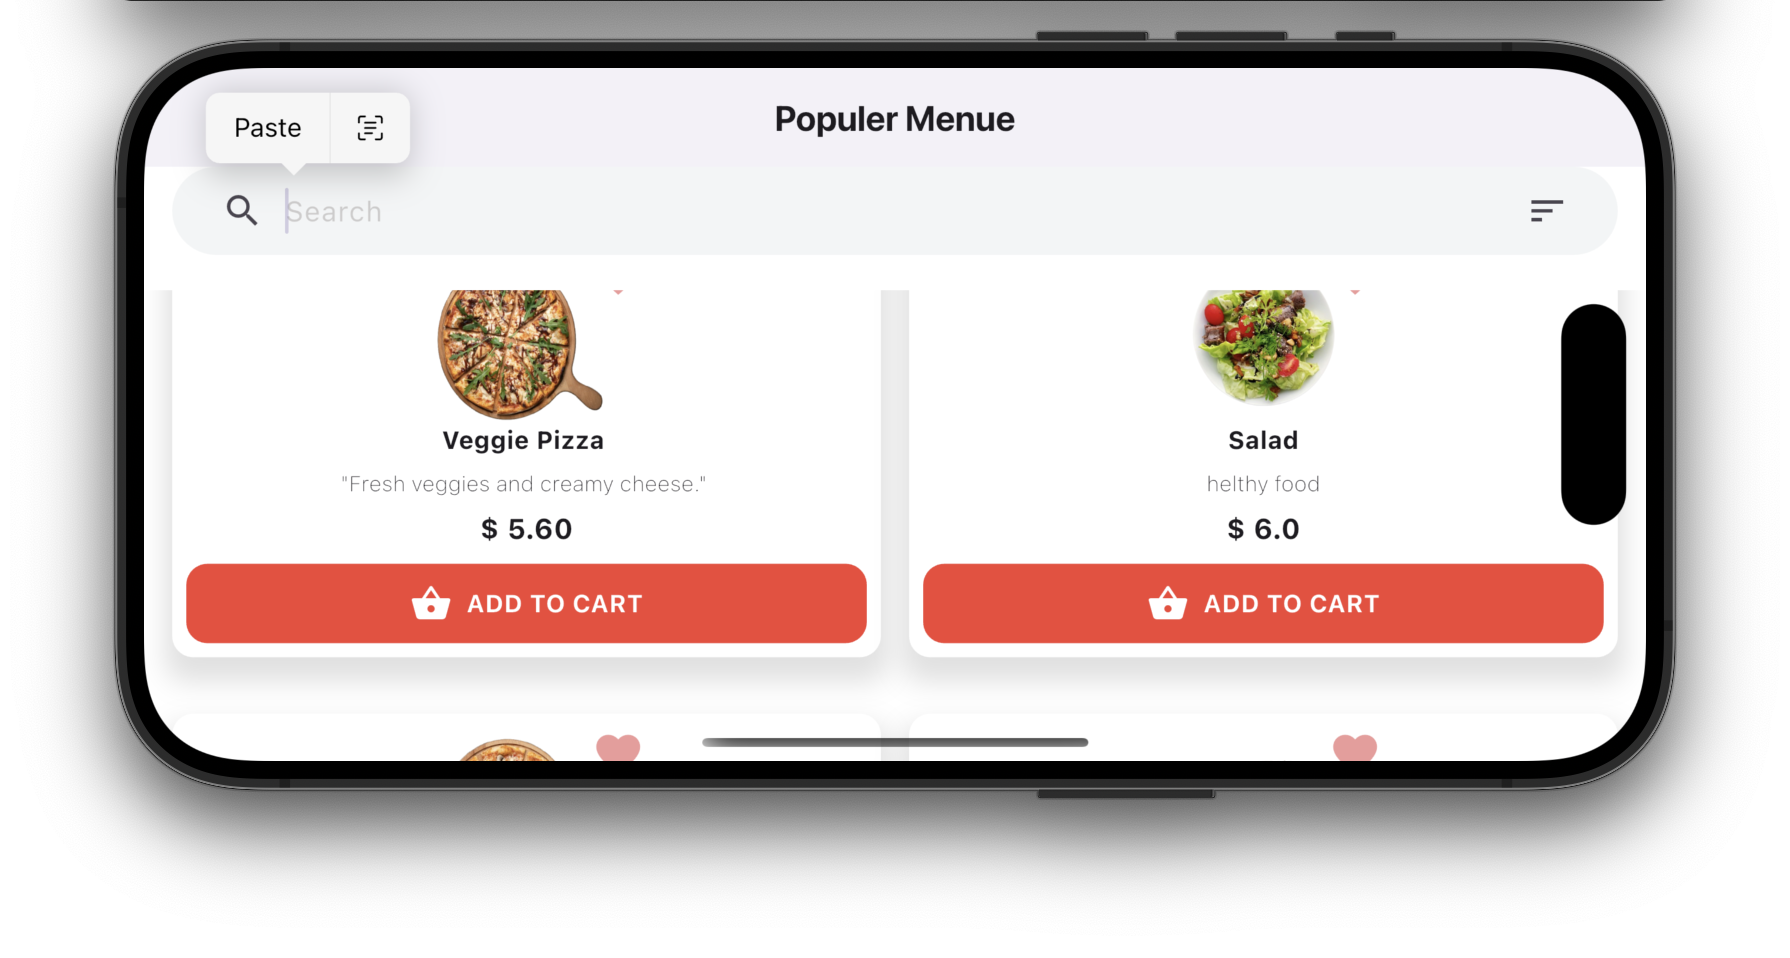 Paste
Populer Menue
Search
Veggie Pizza
"Fresh veggies and creamy cheese."
$ 5.60
ADD TO CART
Salad
helthy food
$ 6.0
ADD TO CART